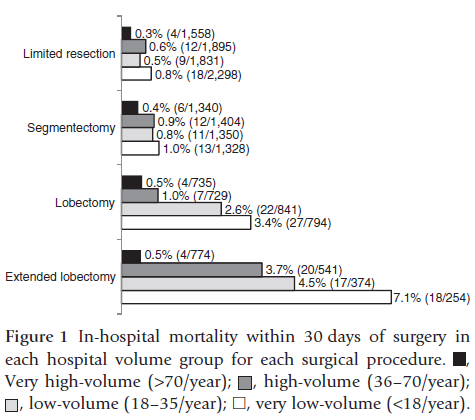 0.3% (4/1,558)
0.6% (12/1,895)
Limited resection
0.5% (9/1,831)
0.8% (18/2,298)
0.4% (6/1,340)
0.9% (12/1,404)
Segmentectomy
0.8% (11/1,350)
1.0% (13/1,328)
0.5% (4/735)
1.0% (7/729)
Lobectomy
2.6% (22/841)
3.4% (27/794)
0.5% (4/774)
3.7% (20/541)
Extended lobectomy
4.5% (17/374)
7.1% (18/254)
Figure 1 In-hospital mortality within 30 days of surgery in
each hospital volume group for each surgical procedure. ■,
Very high-volume (>70/year); ■, high-volume (36–70/year);
□, low-volume (18–35/year); □, very low-volume (<18/year).